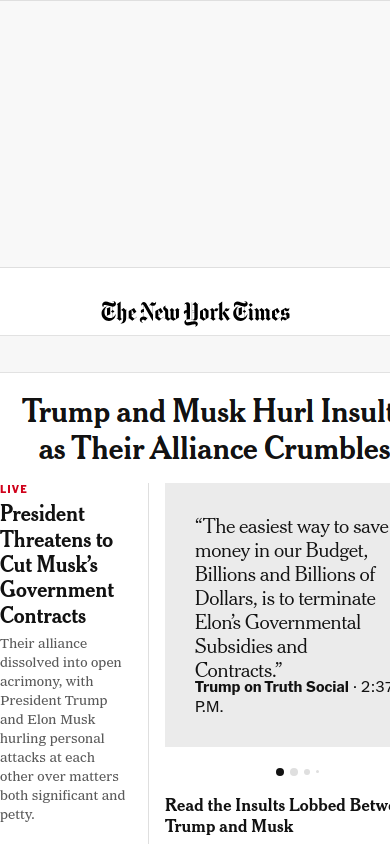 The New York Times
Trump and Musk Hurl Insult
as Their Alliance Crumbles
LIVE
President
Threatens to
Cut Musk’s
Government
Contracts
Their alliance
dissolved into open
acrimony, with
President Trump
and Elon Musk
hurling personal
attacks at each
other over matters
both significant and
petty.
“The easiest way to save
money in our Budget,
Billions and Billions of
Dollars, is to terminate
Elon’s Governmental
Subsidies and
Contracts.”
Trump on Truth Social · 2:37
P.M.
Read the Insults Lobbed Betw
Trump and Musk